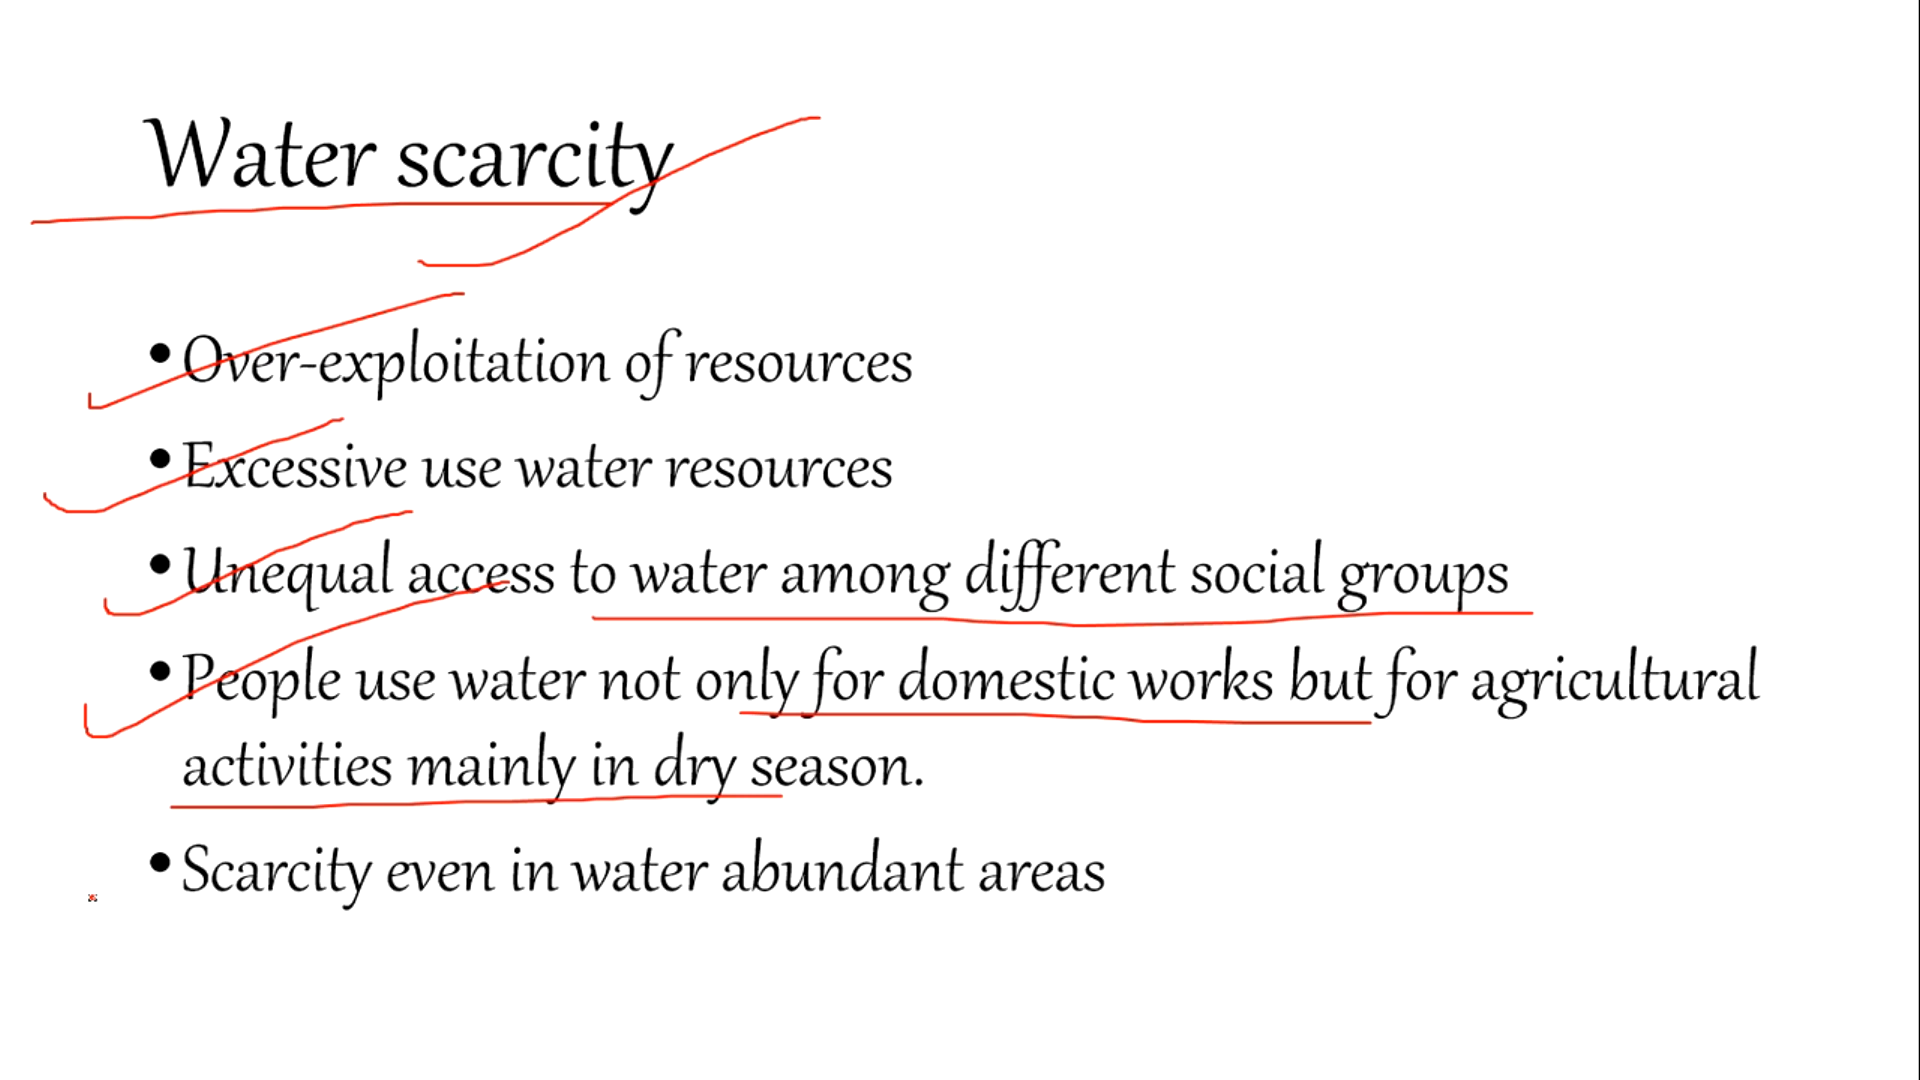 Water scarcity
•Over-exploitation of resources
•Excessive use water resources
•Unequal access to water among different social groups
•People use water not only for domestic works but for agricultural
activities mainly in dry season.
•Scarcity even in water abundant areas